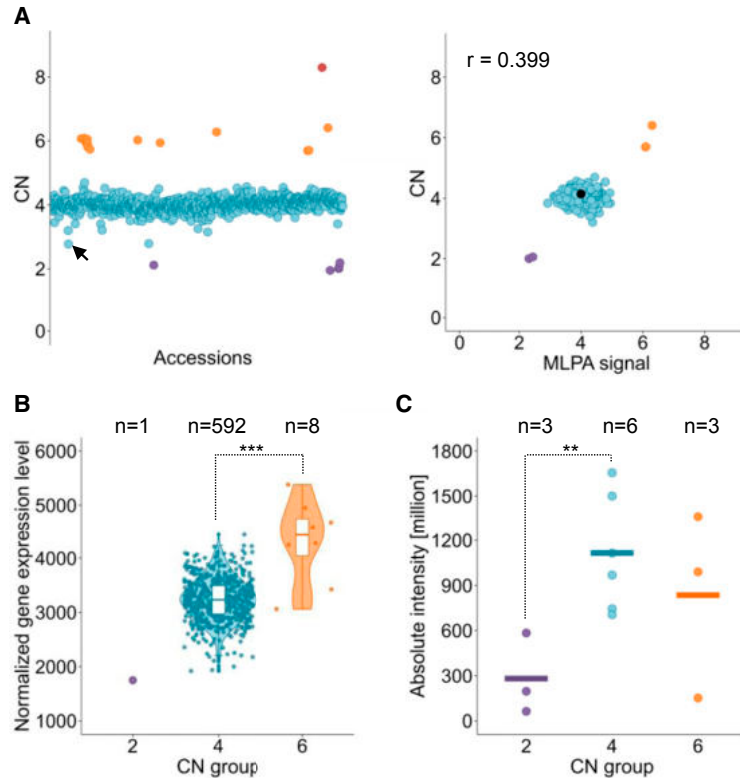 A
CN
8
6
4
2
0
Accessions
r = 0.399
CN
8
6
4
2
0
0 2 4 6 8
MLPA signal
B
n=1 n=592 n=8
***
Normalized gene expression level
6000
5000
4000
3000
2000
1000
2 4 6
CN group
C
n=3 n=6 n=3
**
Absolute intensity [million]
1800
1500
1200
900
600
300
0
2 4 6
CN group